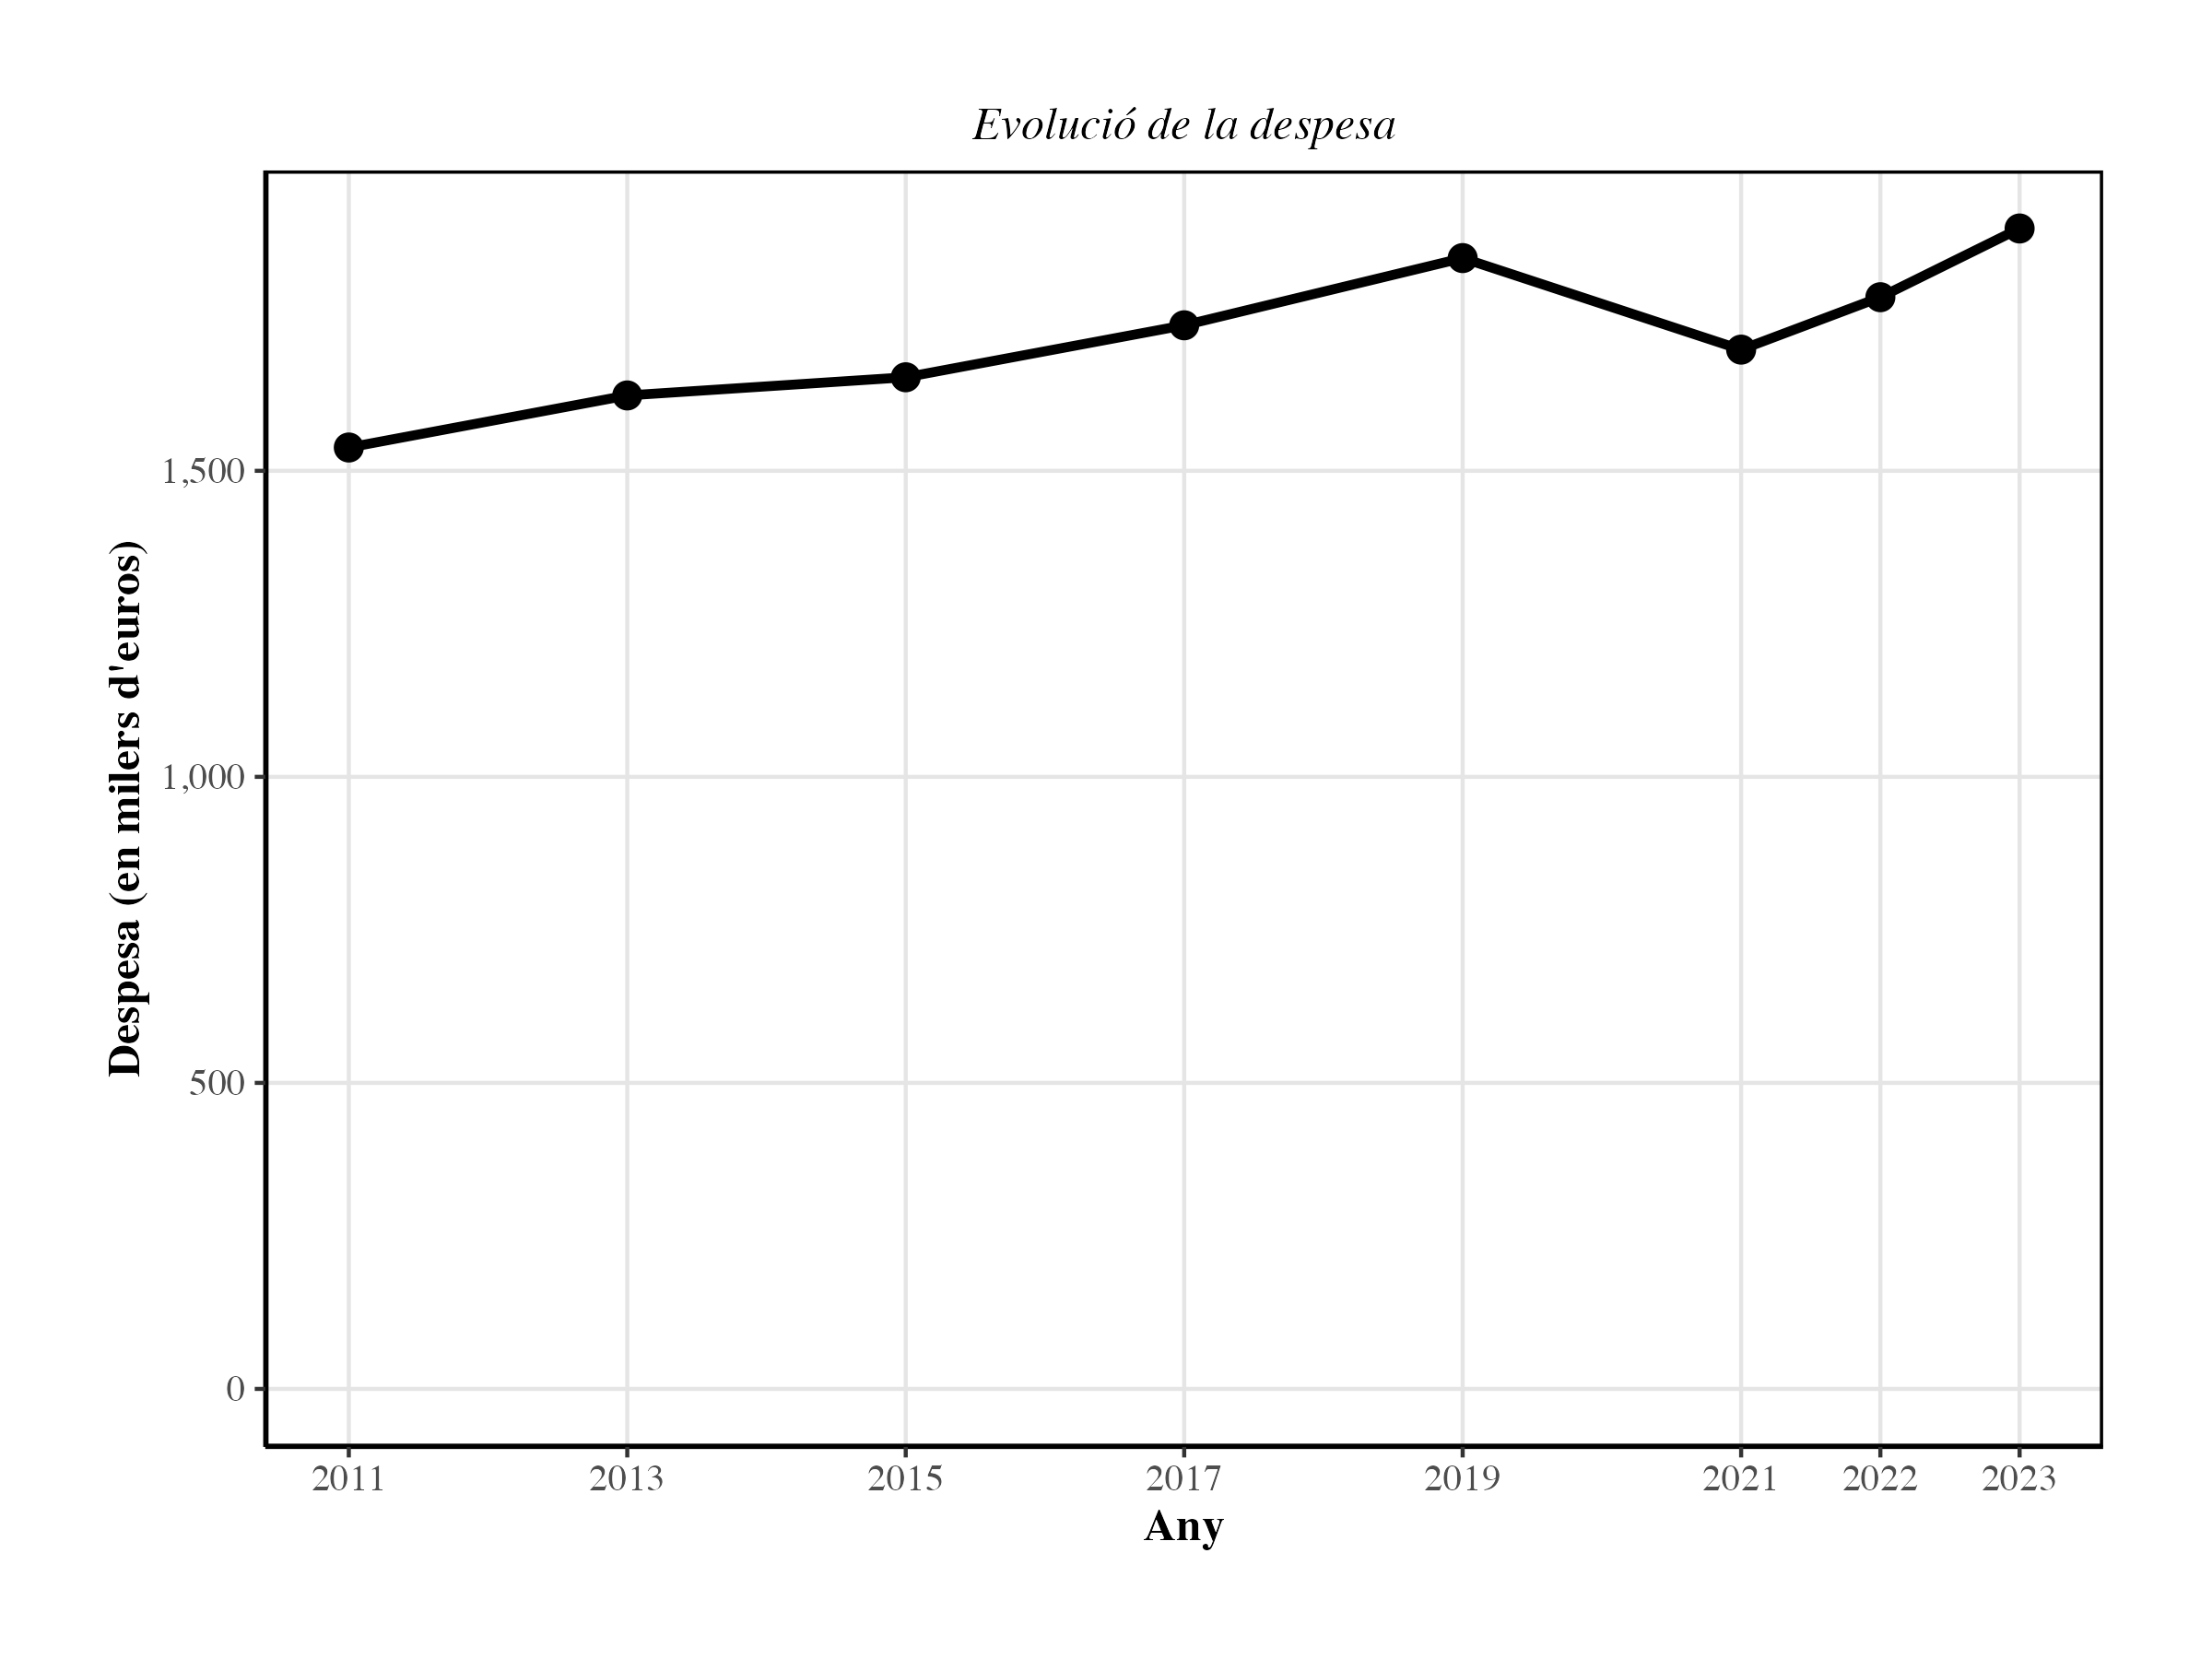 Evolució de la despesa
Despesa (en milers d'euros)
1,500
1,000
500
0
2011 2013 2015 2017 2019 2021 2022 2023
Any